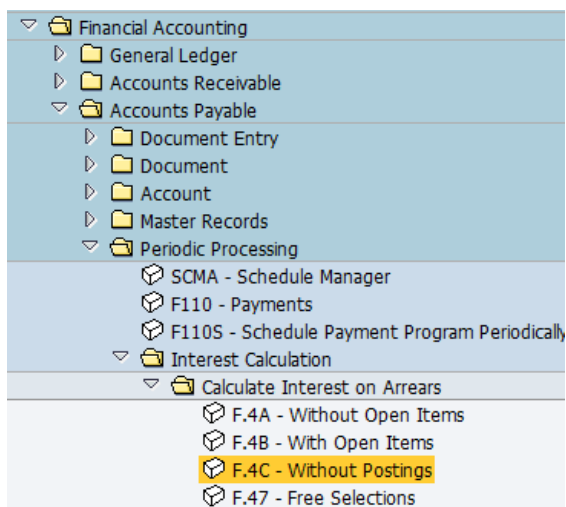 Financial Accounting
General Ledger
Accounts Receivable
Accounts Payable
Document Entry
Document
Account
Master Records
Periodic Processing
SCMA - Schedule Manager
F110 - Payments
F110S - Schedule Payment Program Periodically
Interest Calculation
Calculate Interest on Arrears
F.4A - Without Open Items
F.4B - With Open Items
F.4C - Without Postings
F.47 - Free Selections